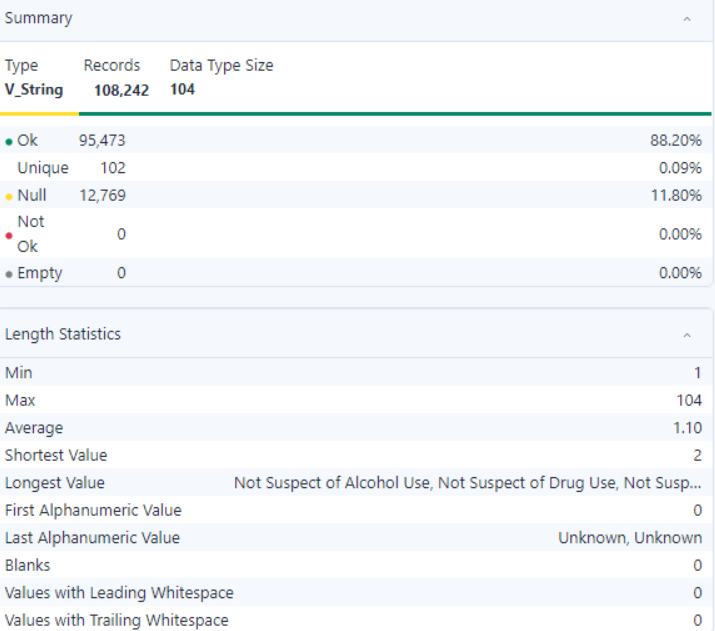 Summary
Type Records Data Type Size
V_String 108,242 104
Ok 95,473 88.20%
Unique 102 0.09%
Null 12,769 11.80%
Not
Ok 0 0.00%
Empty 0 0.00%
Length Statistics
Min 1
Max 104
Average 1.10
Shortest Value 2
Longest Value Not Suspect of Alcohol Use, Not Suspect of Drug Use, Not Susp...
First Alphanumeric Value 0
Last Alphanumeric Value Unknown, Unknown
Blanks 0
Values with Leading Whitespace 0
Values with Trailing Whitespace 0